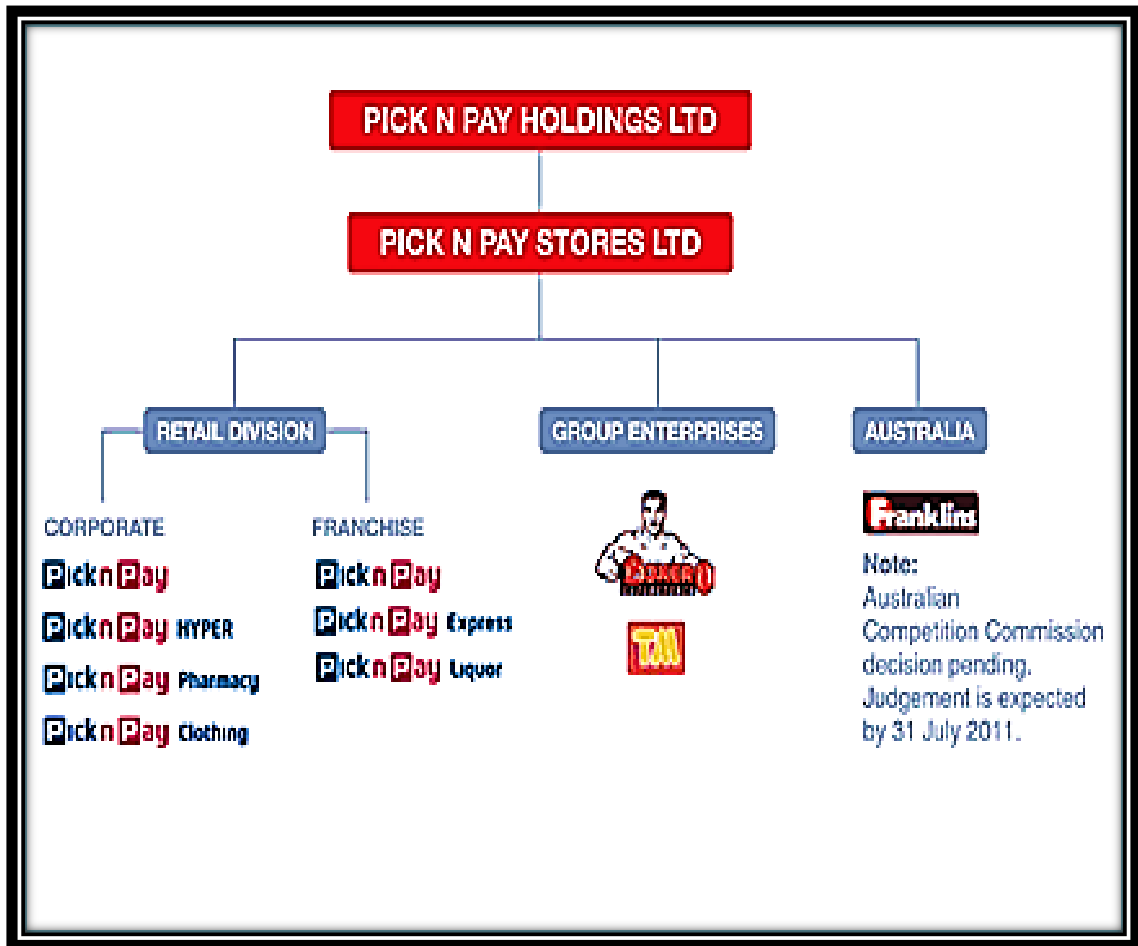 PICK N PAY HOLDINGS LTD
PICK N PAY STORES LTD
RETAIL DIVISION
GROUP ENTERPRISES
AUSTRALIA
CORPORATE
Pick n Pay
Pick n Pay HYPER
Pick n Pay Pharmacy
Pick n Pay Clothing
FRANCHISE
Pick n Pay
Pick n Pay Express
Pick n Pay Liquor
TM
Franklins
Note:
Australian
Competition Commission
decision pending.
Judgement is expected
by 31 July 2011.